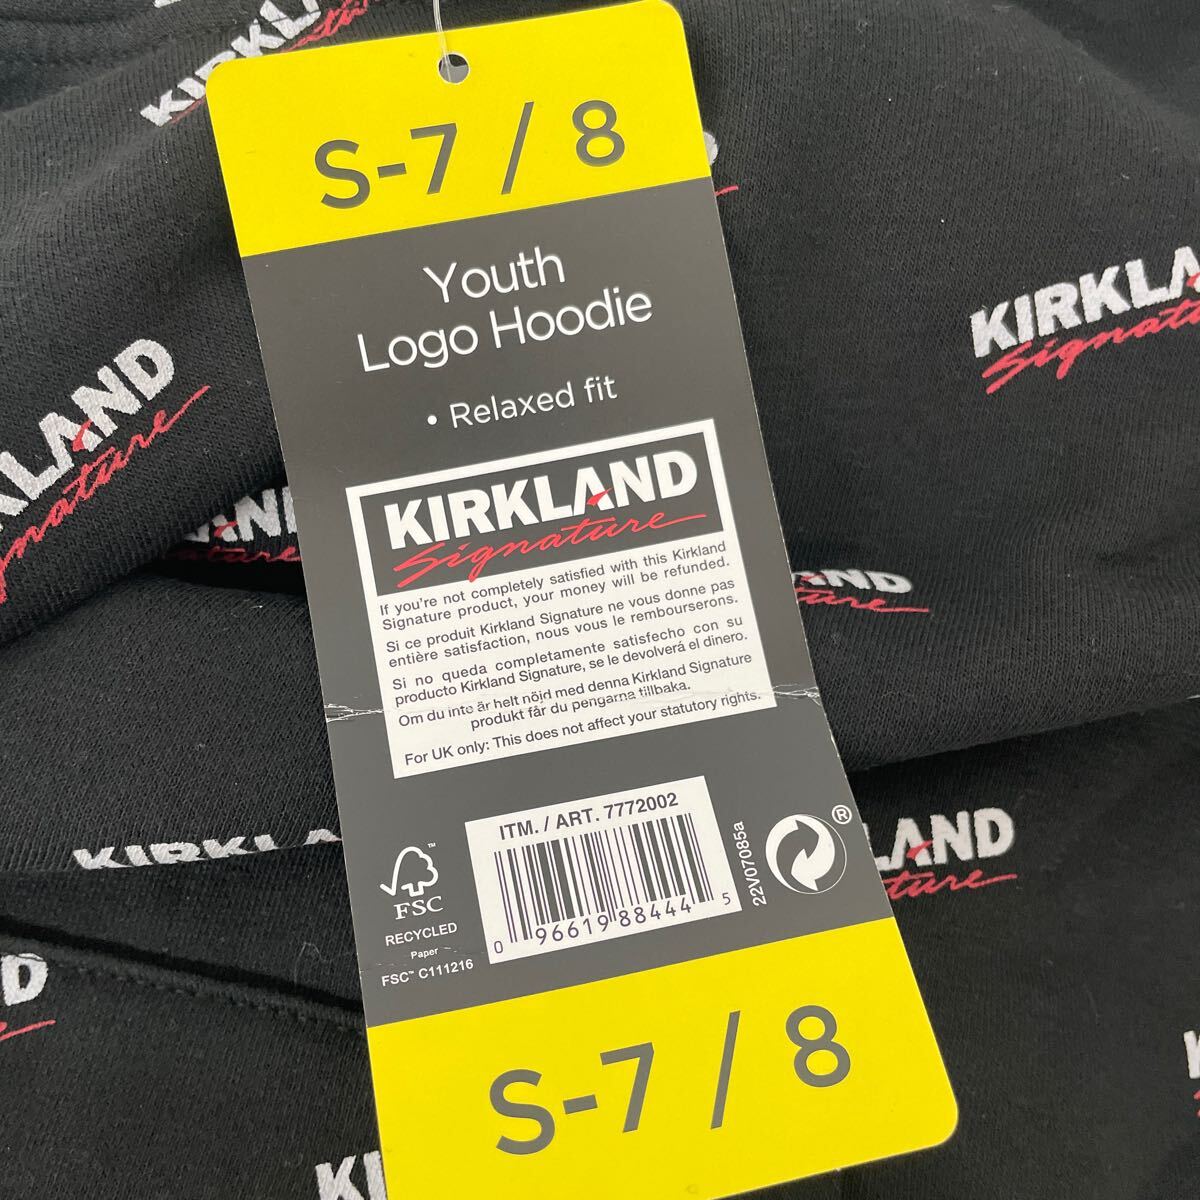 S-7 / 8
Youth
Logo Hoodie
• Relaxed fit
KIRKLAND
Signature
If you're not completely satisfied with this Kirkland
Signature product, your money will be refunded.
Si ce produit Kirkland Signature ne vous donne pas
entière satisfaction, nous vous le rembourserons.
Si no queda completamente satisfecho con su
producto Kirkland Signature, se le devolverá el dinero.
Om du inte är helt nöjd med denna Kirkland Signature
produkt får du pengarna tillbaka.
For UK only: This does not affect your statutory rights.
ITM. / ART. 7772002
0 96619 88444 5
22V07085a
®
FSC™
RECYCLED
Paper
FSC™ C111216
S-7 / 8
KIRKLAND
Signature
KIRKLAND
Signature